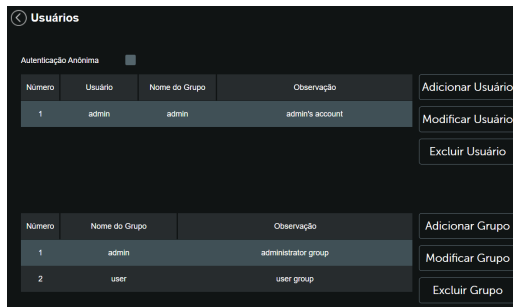 Usuários
Autenticação Anônima
Número Usuário Nome do Grupo Observação
1 admin admin admin's account
Adicionar Usuário
Modificar Usuário
Excluir Usuário
Número Nome do Grupo Observação
1 admin administrator group
2 user user group
Adicionar Grupo
Modificar Grupo
Excluir Grupo